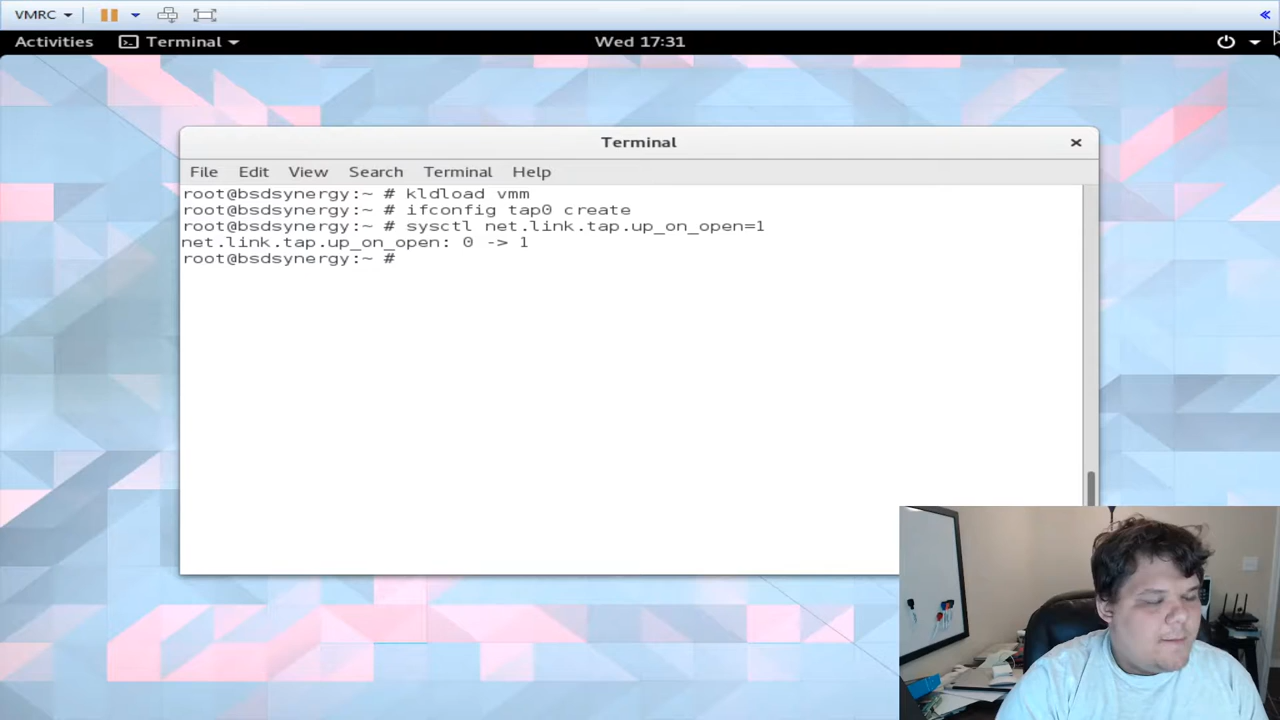 VMRC
Activities Terminal Wed 17:31
Terminal
File Edit View Search Terminal Help
root@bsdsynergy:~ # kldload vmm
root@bsdsynergy:~ # ifconfig tap0 create
root@bsdsynergy:~ # sysctl net.link.tap.up_on_open=1
net.link.tap.up_on_open: 0 -> 1
root@bsdsynergy:~ #